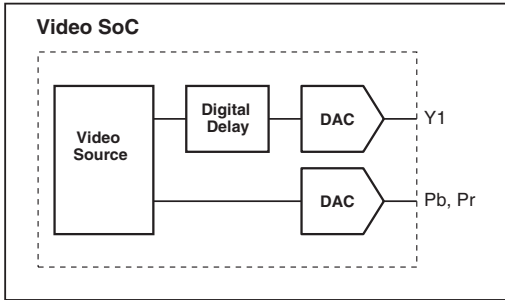 Video SoC
Video
Source
Digital
Delay
DAC
Y1
DAC
Pb, Pr